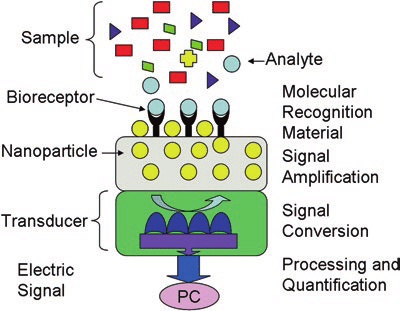 Sample
Analyte
Bioreceptor
Molecular
Recognition
Material
Nanoparticle
Signal
Amplification
Transducer
Signal
Conversion
Electric
Signal
Processing and
Quantification
PC